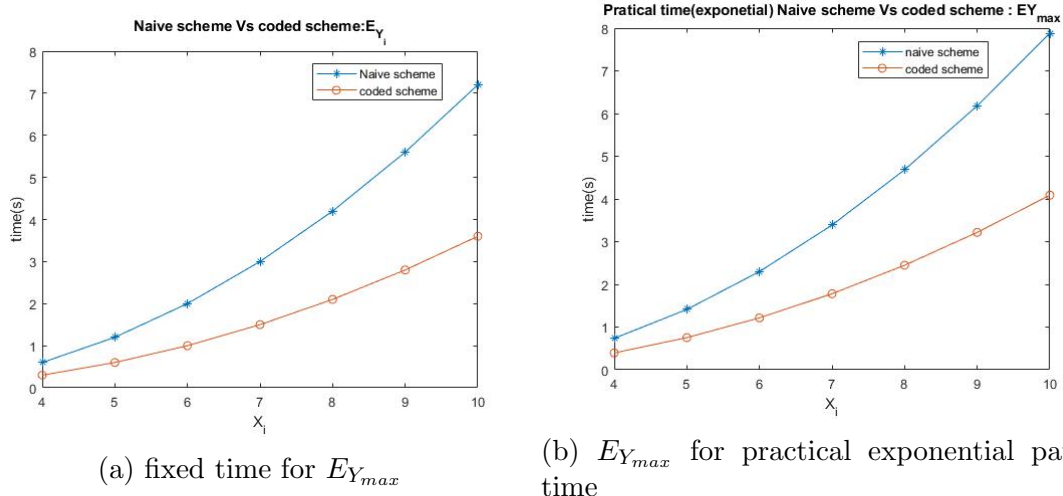 Naive scheme Vs coded scheme:E_{Y_i}
8
7
6
5
4
3
2
1
0
time(s)
Naive scheme
coded scheme
4 5 6 7 8 9 10
X_i
(a) fixed time for E_{Y_{max}}
Pratical time(exponetial) Naive scheme Vs coded scheme : EY_{max}
8
7
6
5
4
3
2
1
0
time(s)
naive scheme
coded scheme
4 5 6 7 8 9 10
X_i
(b) E_{Y_{max}} for practical exponential pa
time